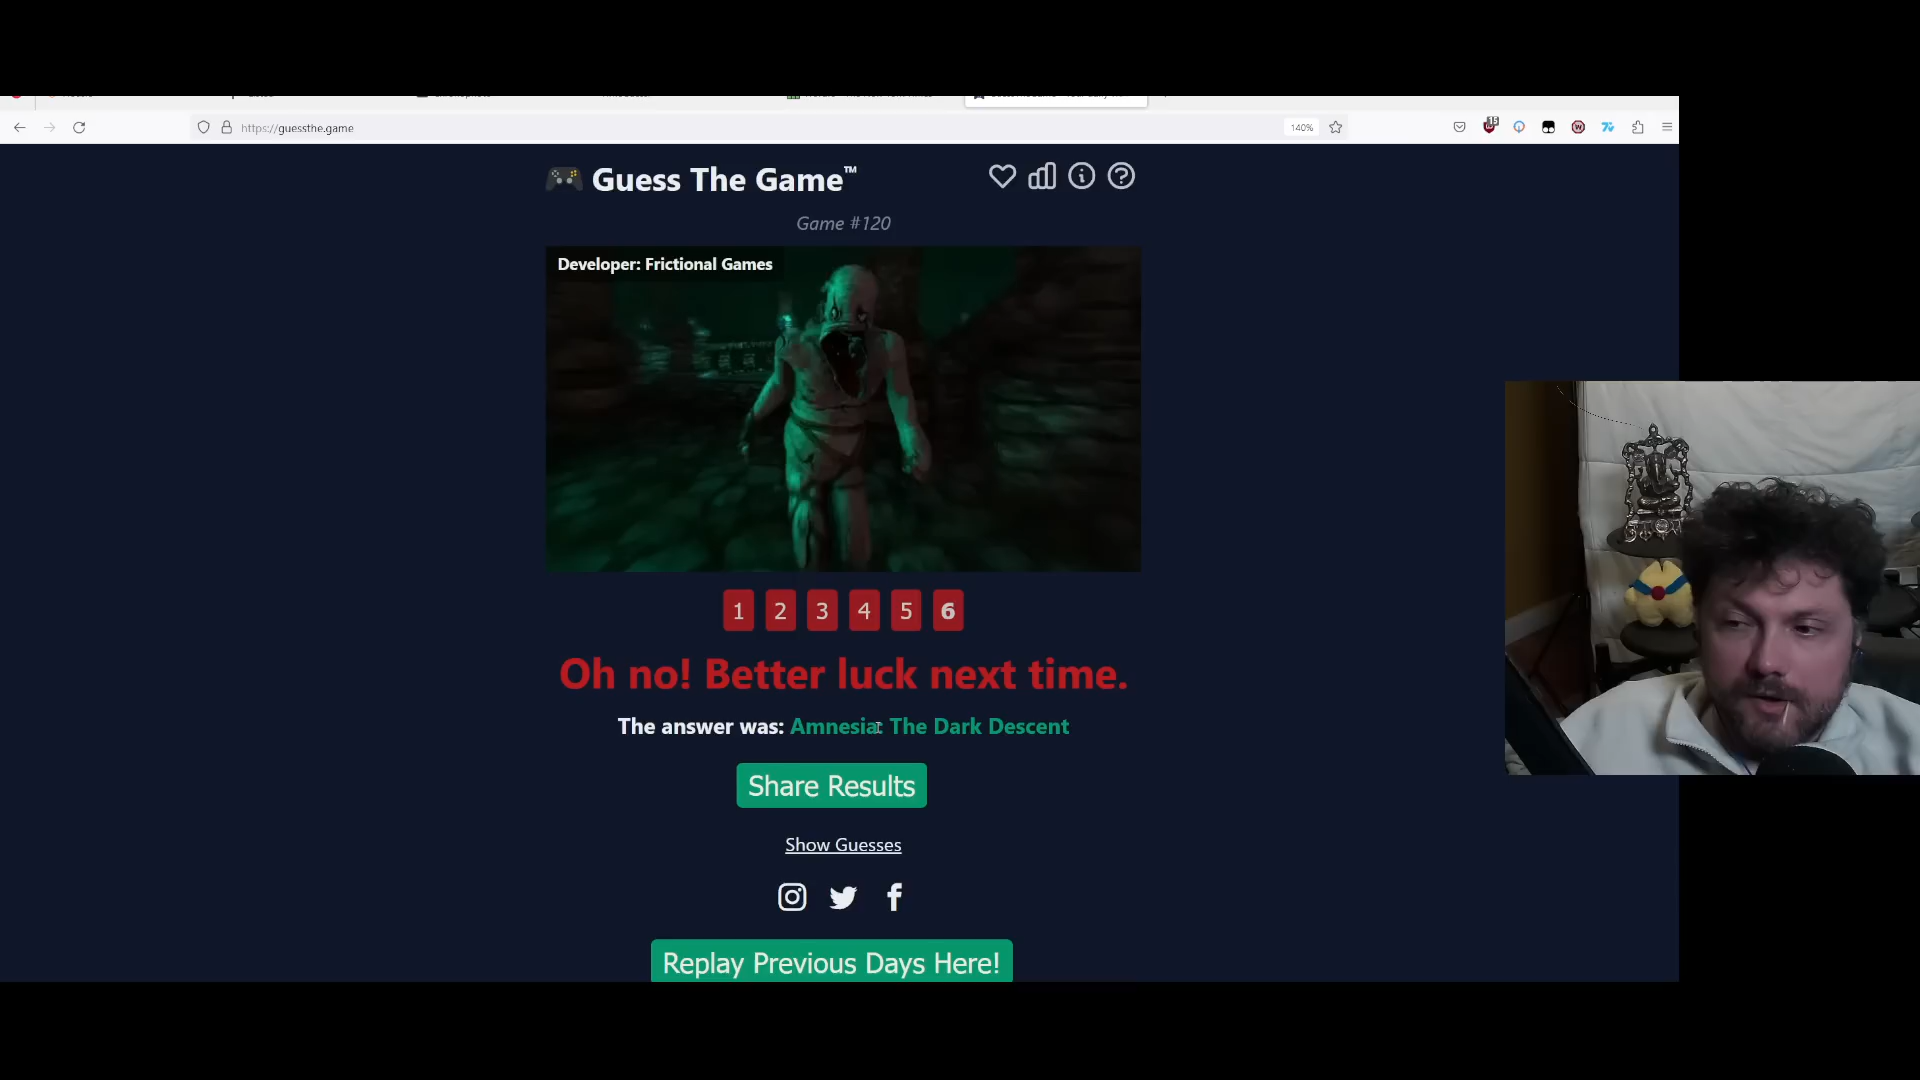 https://guessthe.game
140%
15
Guess The Game™
Game #120
Developer: Frictional Games
1 2 3 4 5 6
Oh no! Better luck next time.
The answer was: Amnesia: The Dark Descent
Share Results
Show Guesses
Replay Previous Days Here!